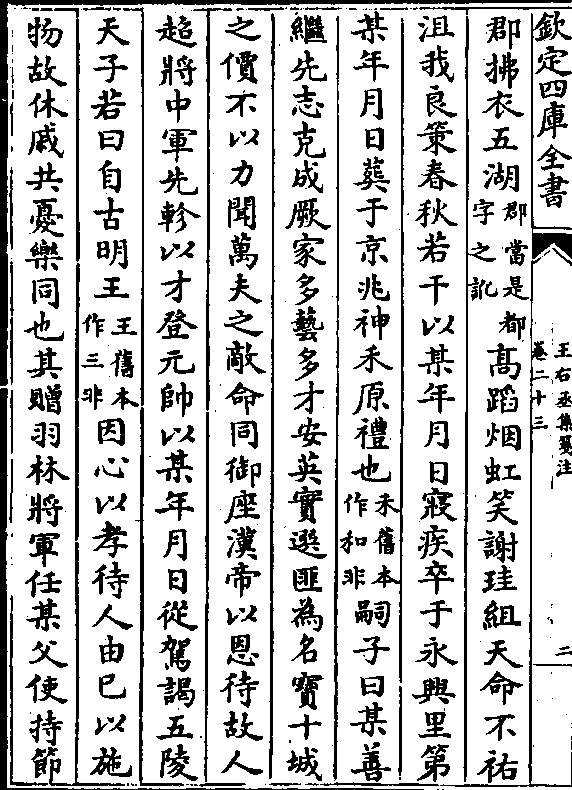 欽定四庫全書
王右丞集箋注
卷二十三
二
郡拂衣五湖郡當是都字之訛高蹈烟虹笑謝珪組天命不祐
沮我良策春秋若干以某年月日寢疾卒于永興里第
某年月日葬于京兆神禾原禮也禾舊本作和非嗣子曰某善
繼先志克成厥家多藝多才安英實選匪為名寶十城
之價不以力聞萬夫之敵命同御座漢帝以恩待故人
超將中軍先軫以才登元帥以某年月日從駕謁五陵
天子若曰自古明王王舊本作三非因心以孝待人由己以施
物故休戚共憂樂同也其贈羽林將軍任某父使持節